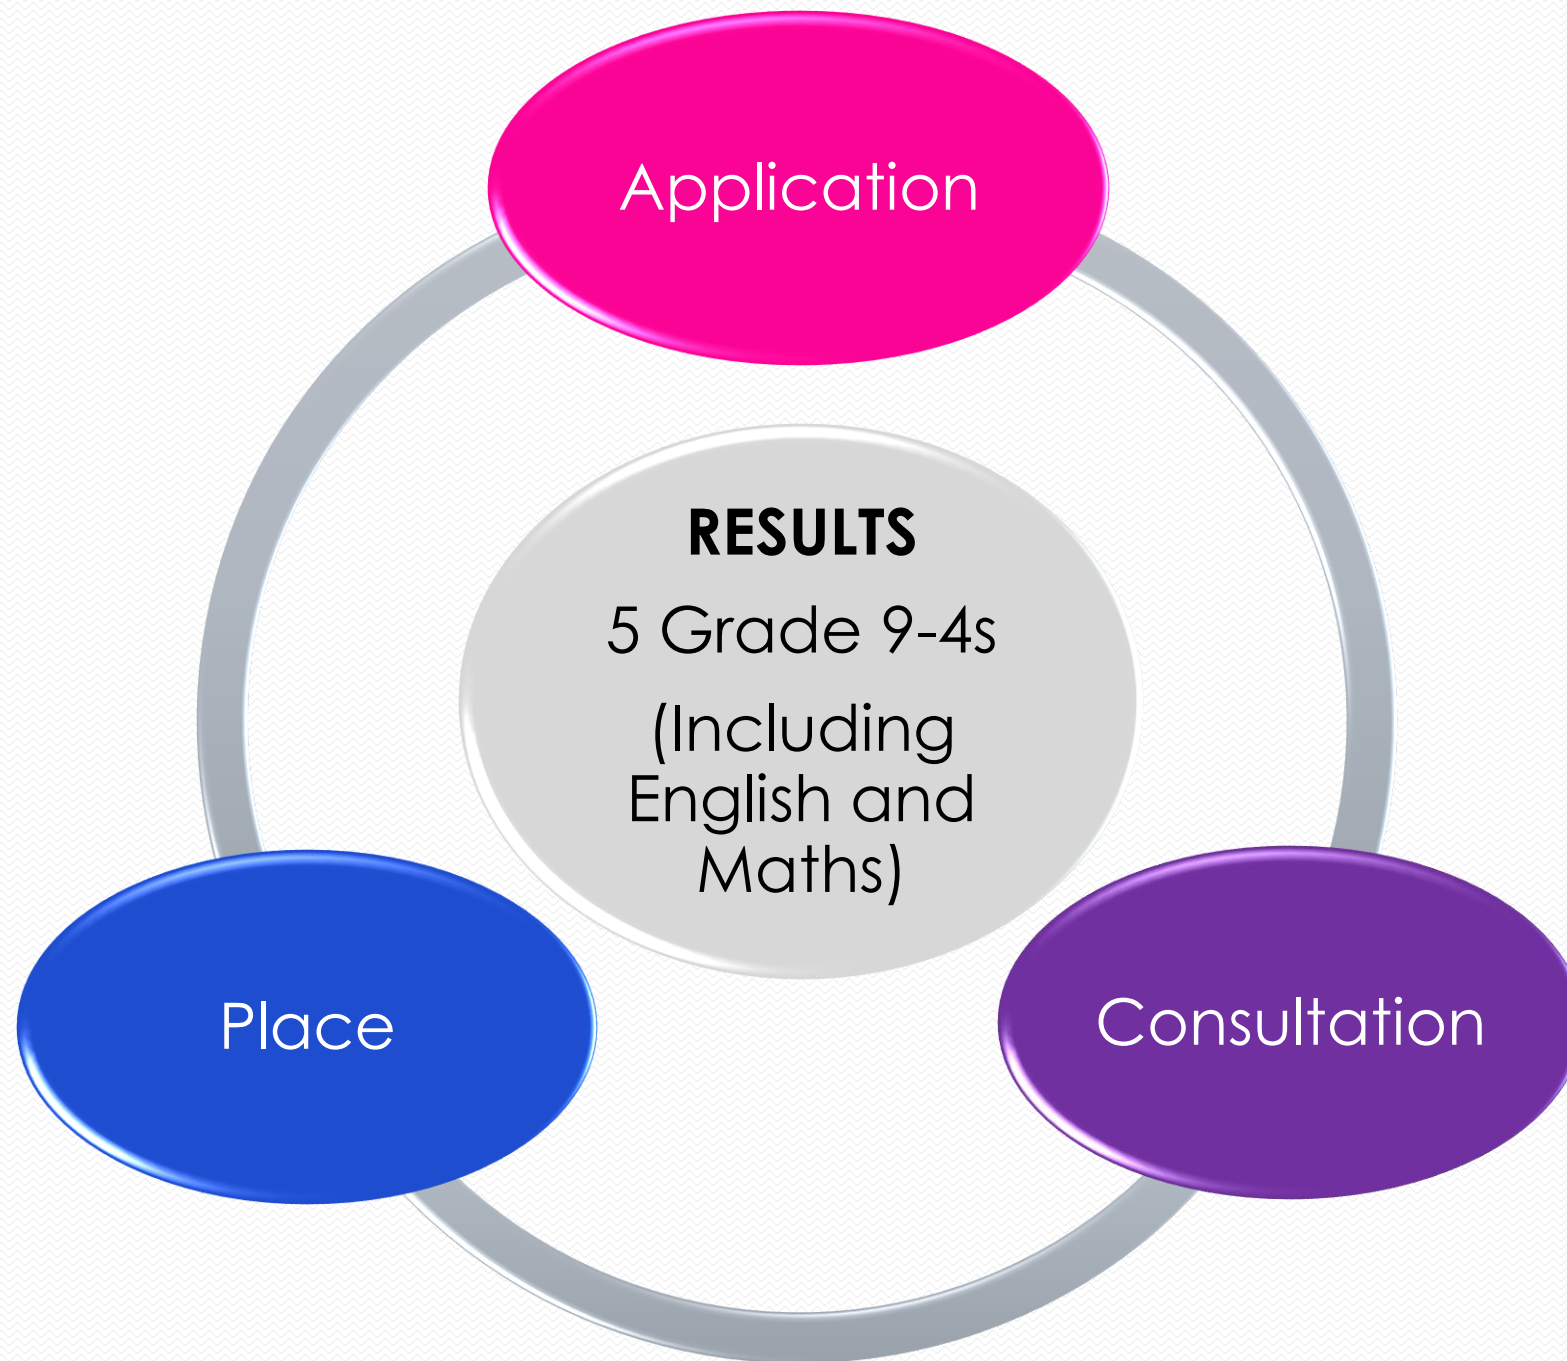 Application
RESULTS
5 Grade 9-4s
(Including
English and
Maths)
Place
Consultation